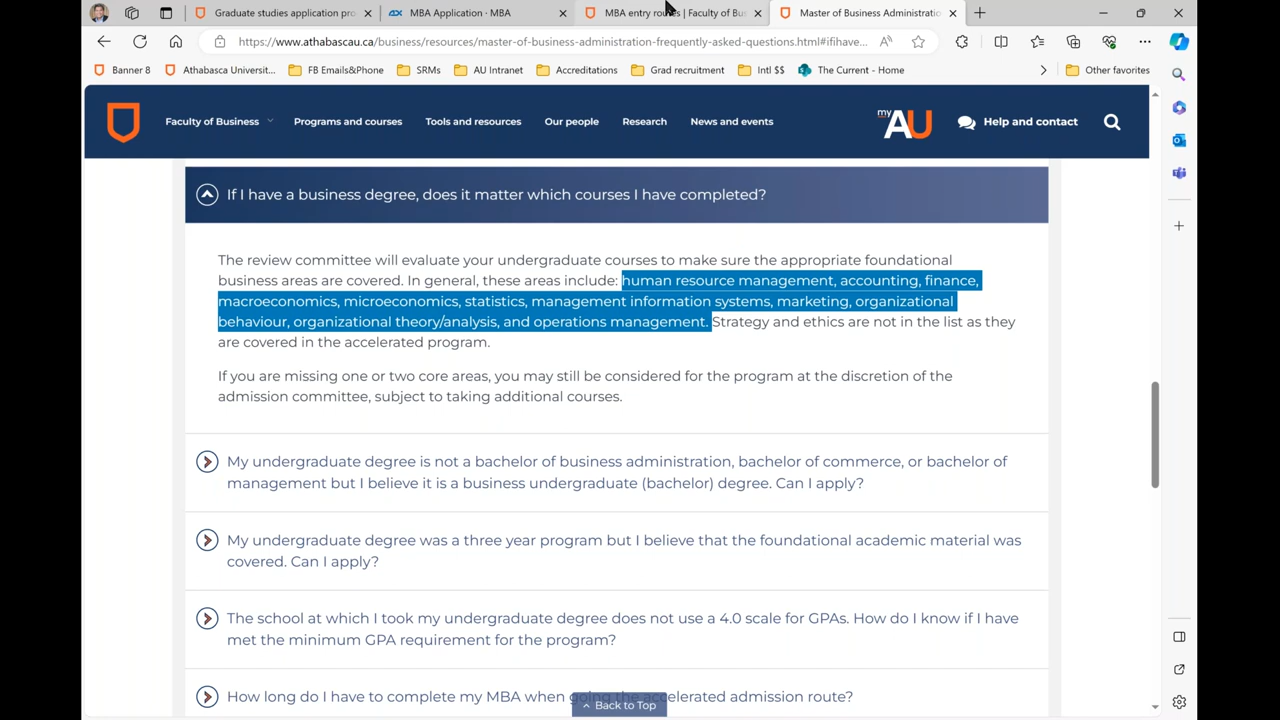 Graduate studies application pro
MBA Application · MBA
MBA entry rou s | Faculty of Bus
Master of Business Administratio
https://www.athabascau.ca/business/resources/master-of-business-administration-frequently-asked-questions.html#ifihave...
Banner 8
Athabasca Universit...
FB Emails&Phone
SRMs
AU Intranet
Accreditations
Grad recruitment
Intl $$
The Current - Home
Other favorites
Faculty of Business
Programs and courses
Tools and resources
Our people
Research
News and events
my AU
Help and contact
If I have a business degree, does it matter which courses I have completed?
The review committee will evaluate your undergraduate courses to make sure the appropriate foundational
business areas are covered. In general, these areas include: human resource management, accounting, finance,
macroeconomics, microeconomics, statistics, management information systems, marketing, organizational
behaviour, organizational theory/analysis, and operations management. Strategy and ethics are not in the list as they
are covered in the accelerated program.
If you are missing one or two core areas, you may still be considered for the program at the discretion of the
admission committee, subject to taking additional courses.
My undergraduate degree is not a bachelor of business administration, bachelor of commerce, or bachelor of
management but I believe it is a business undergraduate (bachelor) degree. Can I apply?
My undergraduate degree was a three year program but I believe that the foundational academic material was
covered. Can I apply?
The school at which I took my undergraduate degree does not use a 4.0 scale for GPAs. How do I know if I have
met the minimum GPA requirement for the program?
How long do I have to complete my MBA when going the accelerated admission route?
Back to Top